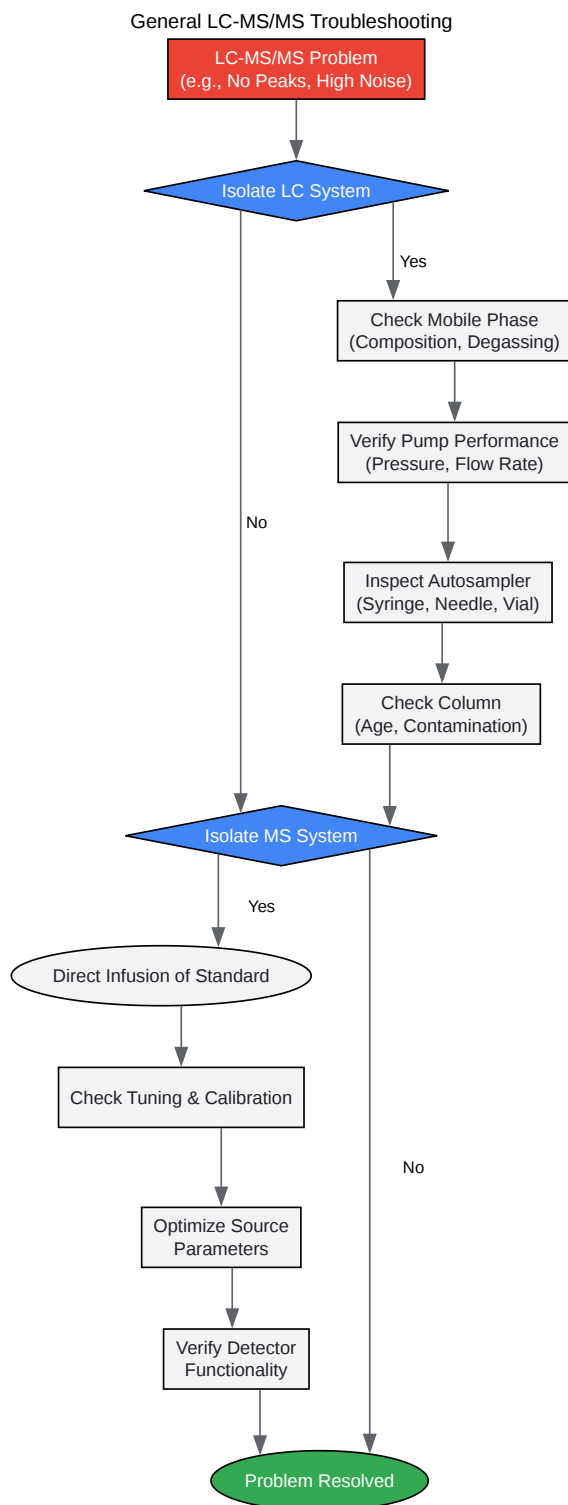 General LC-MS/MS Troubleshooting
LC-MS/MS Problem
(e.g., No Peaks, High Noise)
Isolate LC System
Yes
Check Mobile Phase
(Composition, Degassing)
Verify Pump Performance
(Pressure, Flow Rate)
No
Inspect Autosampler
(Syringe, Needle, Vial)
Check Column
(Age, Contamination)
Isolate MS System
Yes
Direct Infusion of Standard
Check Tuning & Calibration
No
Optimize Source
Parameters
Verify Detector
Functionality
Problem Resolved